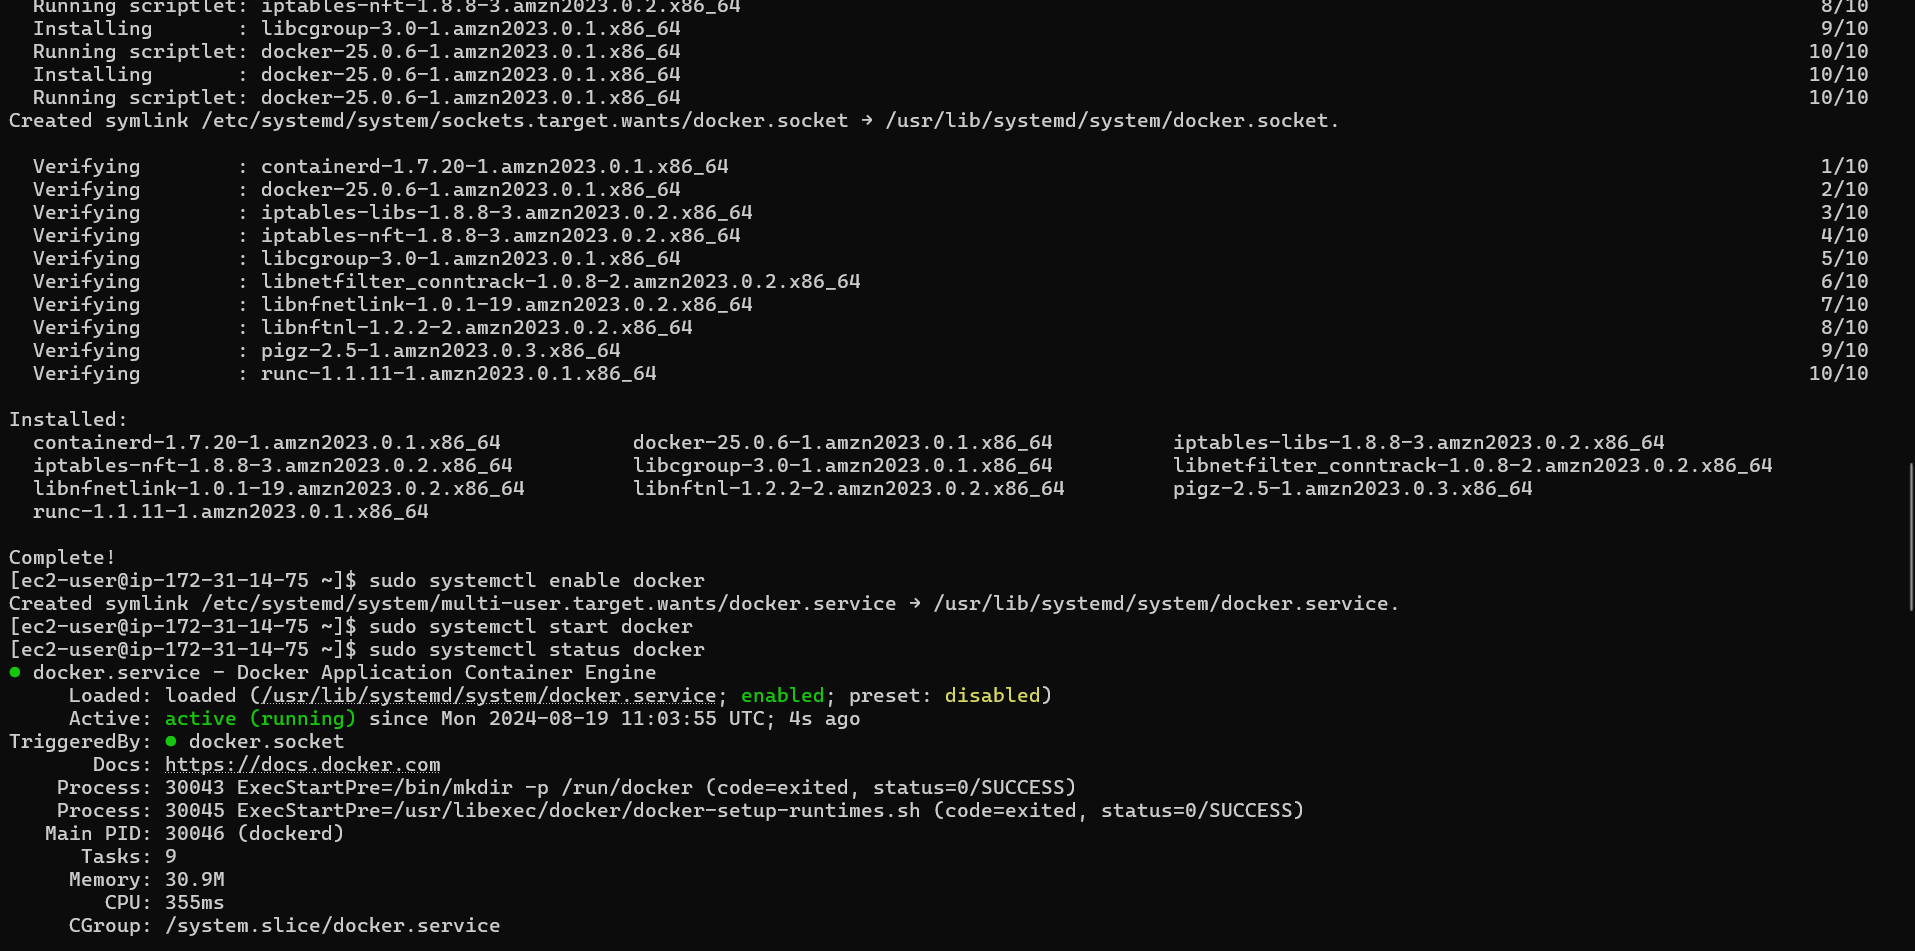 Running scriptlet: iptables-nft-1.8.8-3.amzn2023.0.2.x86_64 8/10
Installing : libcgroup-3.0-1.amzn2023.0.1.x86_64 9/10
Running scriptlet: docker-25.0.6-1.amzn2023.0.1.x86_64 10/10
Installing : docker-25.0.6-1.amzn2023.0.1.x86_64 10/10
Running scriptlet: docker-25.0.6-1.amzn2023.0.1.x86_64 10/10
Created symlink /etc/systemd/system/sockets.target.wants/docker.socket → /usr/lib/systemd/system/docker.socket.
Verifying : containerd-1.7.20-1.amzn2023.0.1.x86_64 1/10
Verifying : docker-25.0.6-1.amzn2023.0.1.x86_64 2/10
Verifying : iptables-libs-1.8.8-3.amzn2023.0.2.x86_64 3/10
Verifying : iptables-nft-1.8.8-3.amzn2023.0.2.x86_64 4/10
Verifying : libcgroup-3.0-1.amzn2023.0.1.x86_64 5/10
Verifying : libnetfilter_conntrack-1.0.8-2.amzn2023.0.2.x86_64 6/10
Verifying : libnfnetlink-1.0.1-19.amzn2023.0.2.x86_64 7/10
Verifying : libnftnl-1.2.2-2.amzn2023.0.2.x86_64 8/10
Verifying : pigz-2.5-1.amzn2023.0.3.x86_64 9/10
Verifying : runc-1.1.11-1.amzn2023.0.1.x86_64 10/10
Installed:
containerd-1.7.20-1.amzn2023.0.1.x86_64 docker-25.0.6-1.amzn2023.0.1.x86_64 iptables-libs-1.8.8-3.amzn2023.0.2.x86_64
iptables-nft-1.8.8-3.amzn2023.0.2.x86_64 libcgroup-3.0-1.amzn2023.0.1.x86_64 libnetfilter_conntrack-1.0.8-2.amzn2023.0.2.x86_64
libnfnetlink-1.0.1-19.amzn2023.0.2.x86_64 libnftnl-1.2.2-2.amzn2023.0.2.x86_64 pigz-2.5-1.amzn2023.0.3.x86_64
runc-1.1.11-1.amzn2023.0.1.x86_64
Complete!
[ec2-user@ip-172-31-14-75 ~]$ sudo systemctl enable docker
Created symlink /etc/systemd/system/multi-user.target.wants/docker.service → /usr/lib/systemd/system/docker.service.
[ec2-user@ip-172-31-14-75 ~]$ sudo systemctl start docker
[ec2-user@ip-172-31-14-75 ~]$ sudo systemctl status docker
● docker.service - Docker Application Container Engine
Loaded: loaded (/usr/lib/systemd/system/docker.service; enabled; preset: disabled)
Active: active (running) since Mon 2024-08-19 11:03:55 UTC; 4s ago
TriggeredBy: ● docker.socket
Docs: https://docs.docker.com
Process: 30043 ExecStartPre=/bin/mkdir -p /run/docker (code=exited, status=0/SUCCESS)
Process: 30045 ExecStartPre=/usr/libexec/docker/docker-setup-runtimes.sh (code=exited, status=0/SUCCESS)
Main PID: 30046 (dockerd)
Tasks: 9
Memory: 30.9M
CPU: 355ms
CGroup: /system.slice/docker.service